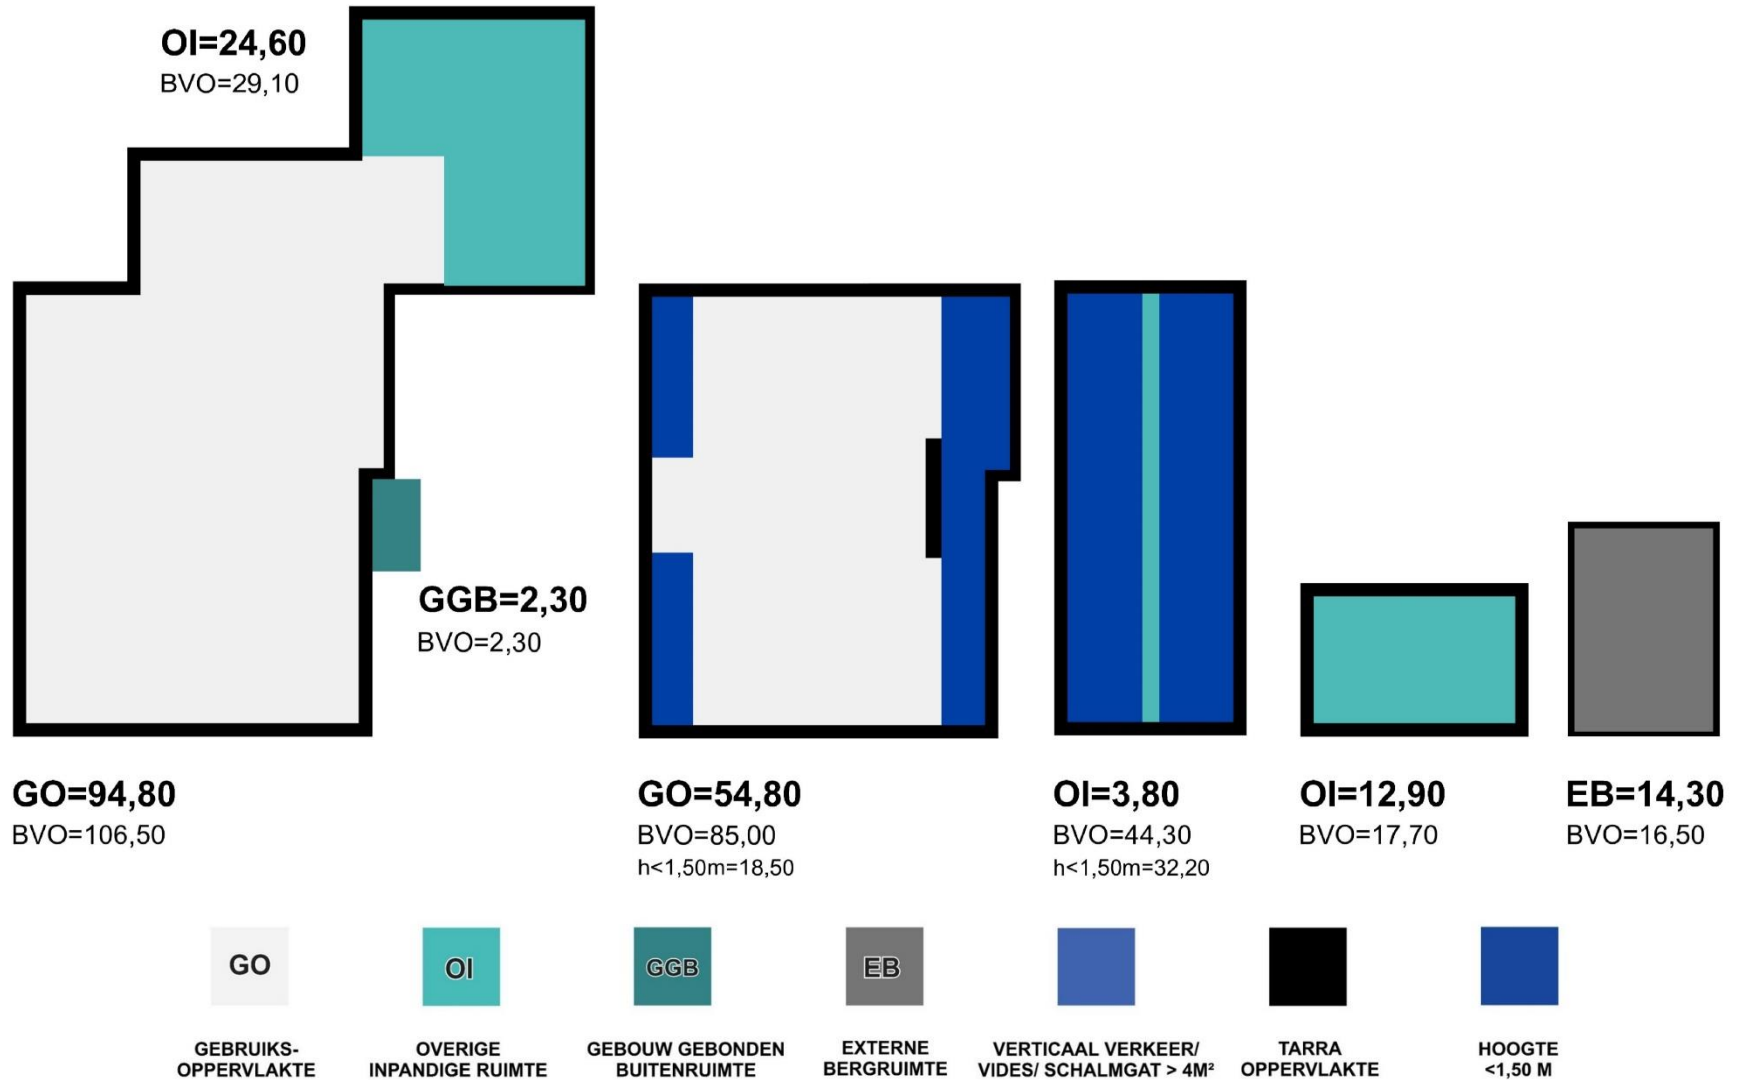 OI=24,60
BVO=29,10
GGB=2,30
BVO=2,30
GO=94,80
BVO=106,50
GO=54,80
BVO=85,00
h<1,50m=18,50
OI=3,80
BVO=44,30
h<1,50m=32,20
OI=12,90
BVO=17,70
EB=14,30
BVO=16,50
GO
OI
GGB
EB
GEBRUIKS-
OPPERVLAKTE
OVERIGE
INPANDIGE RUIMTE
GEBOUW GEBONDEN
BUITENRUIMTE
EXTERNE
BERGRUIMTE
VERTICAAL VERKEER/
VIDES/ SCHALMGAT > 4M²
TARRA
OPPERVLAKTE
HOOGTE
<1,50 M